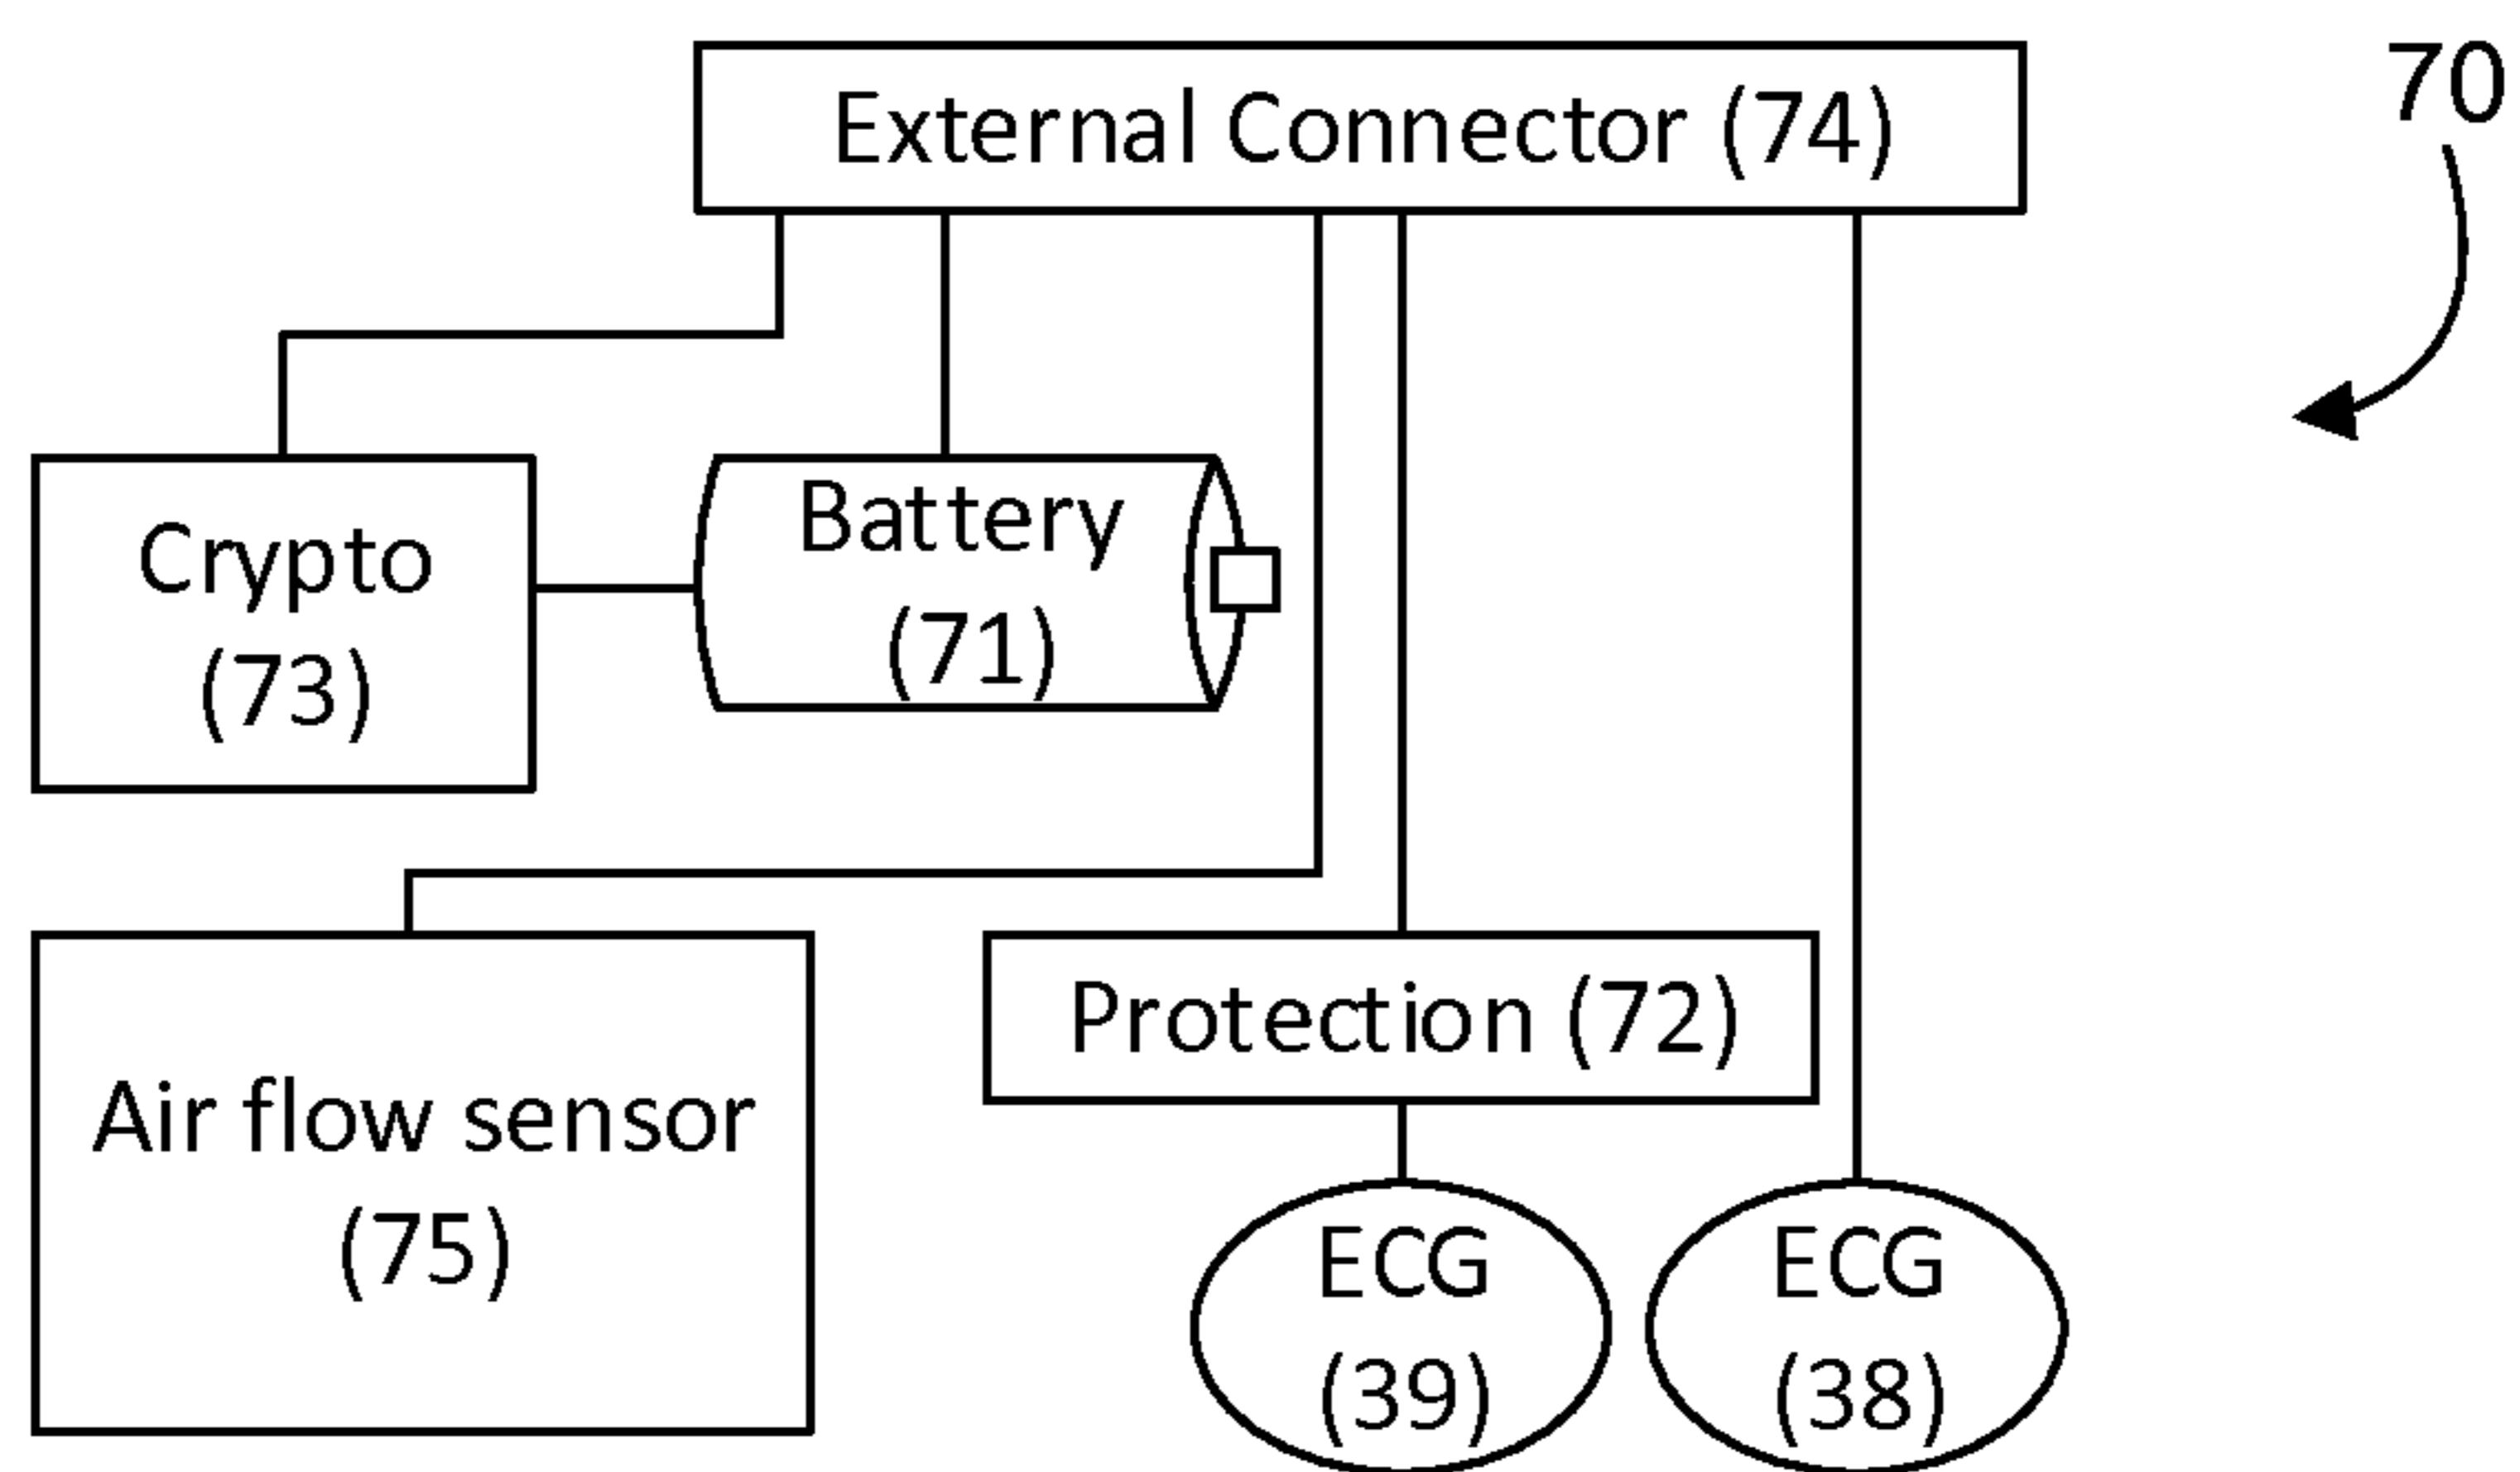 External Connector (74)
70
Crypto
(73)
Battery
(71)
Protection (72)
Air flow sensor
(75)
ECG
(39)
ECG
(38)